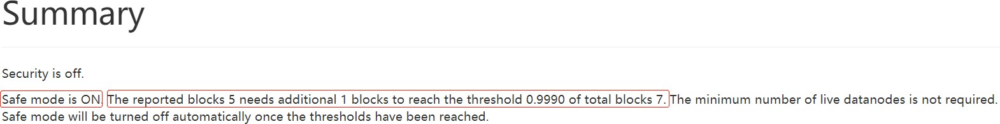 Summary
Security is off.
Safe mode is ON. The reported blocks 5 needs additional 1 blocks to reach the threshold 0.9990 of total blocks 7. The minimum number of live datanodes is not required.
Safe mode will be turned off automatically once the thresholds have been reached.